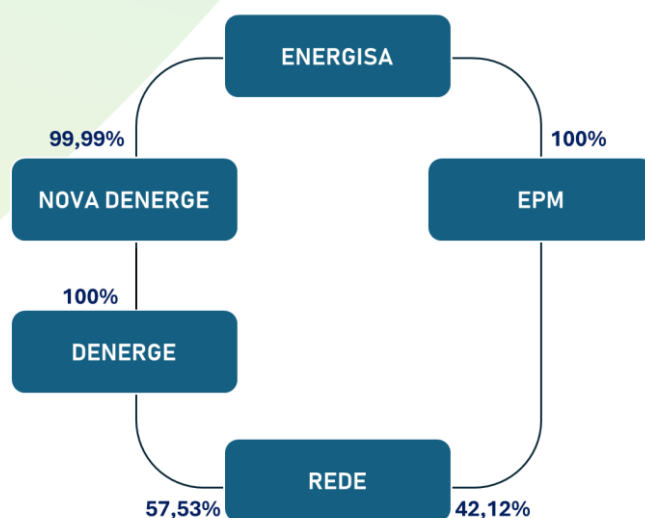 ENERGISA
99,99%
100%
NOVA DENERGE
EPM
100%
DENERGE
REDE
57,53%
42,12%